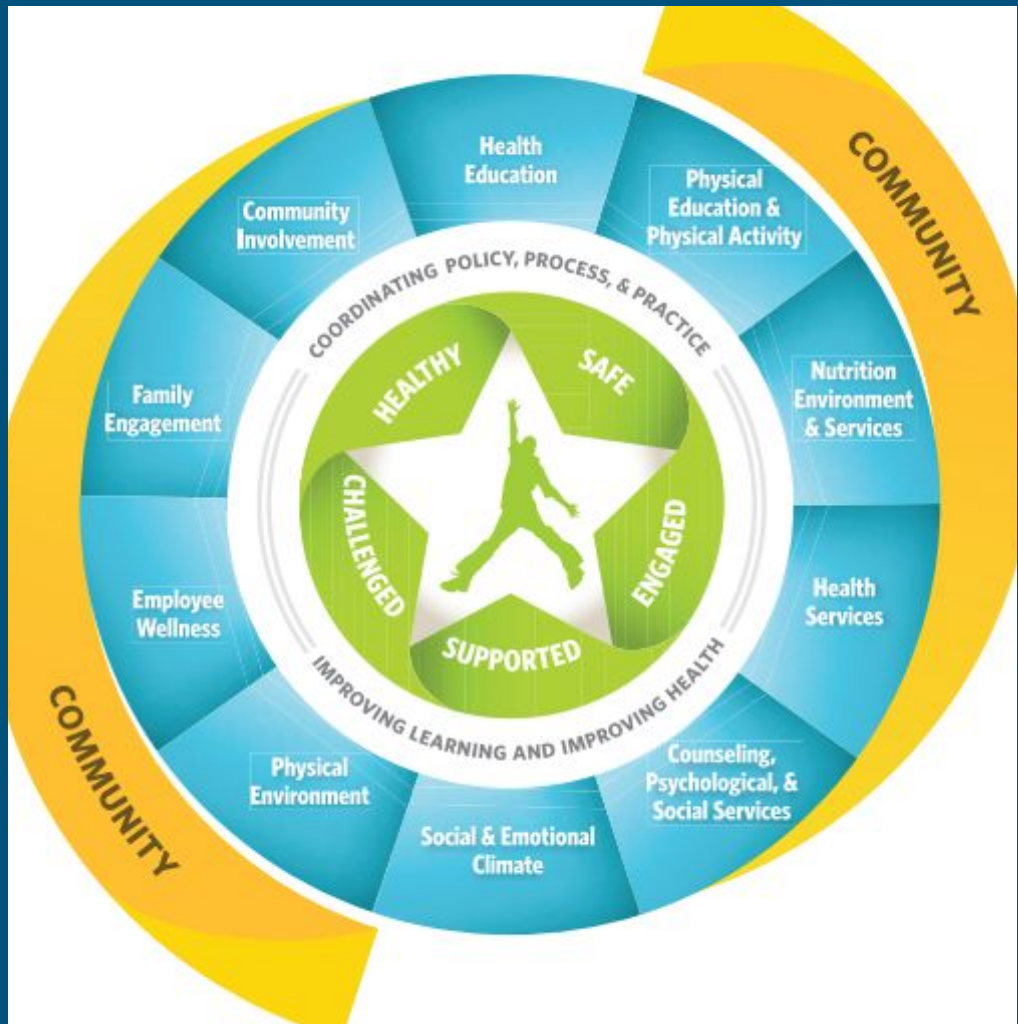 COMMUNITY
Health
Education
Physical
Education &
Physical Activity
Nutrition
Environment
& Services
Health
Services
Counseling,
Psychological, &
Social Services
Social & Emotional
Climate
Physical
Environment
Employee
Wellness
Family
Engagement
Community
Involvement
COORDINATING POLICY, PROCESS, & PRACTICE
IMPROVING LEARNING AND IMPROVING HEALTH
HEALTHY
SAFE
ENGAGED
SUPPORTED
CHALLENGED
COMMUNITY